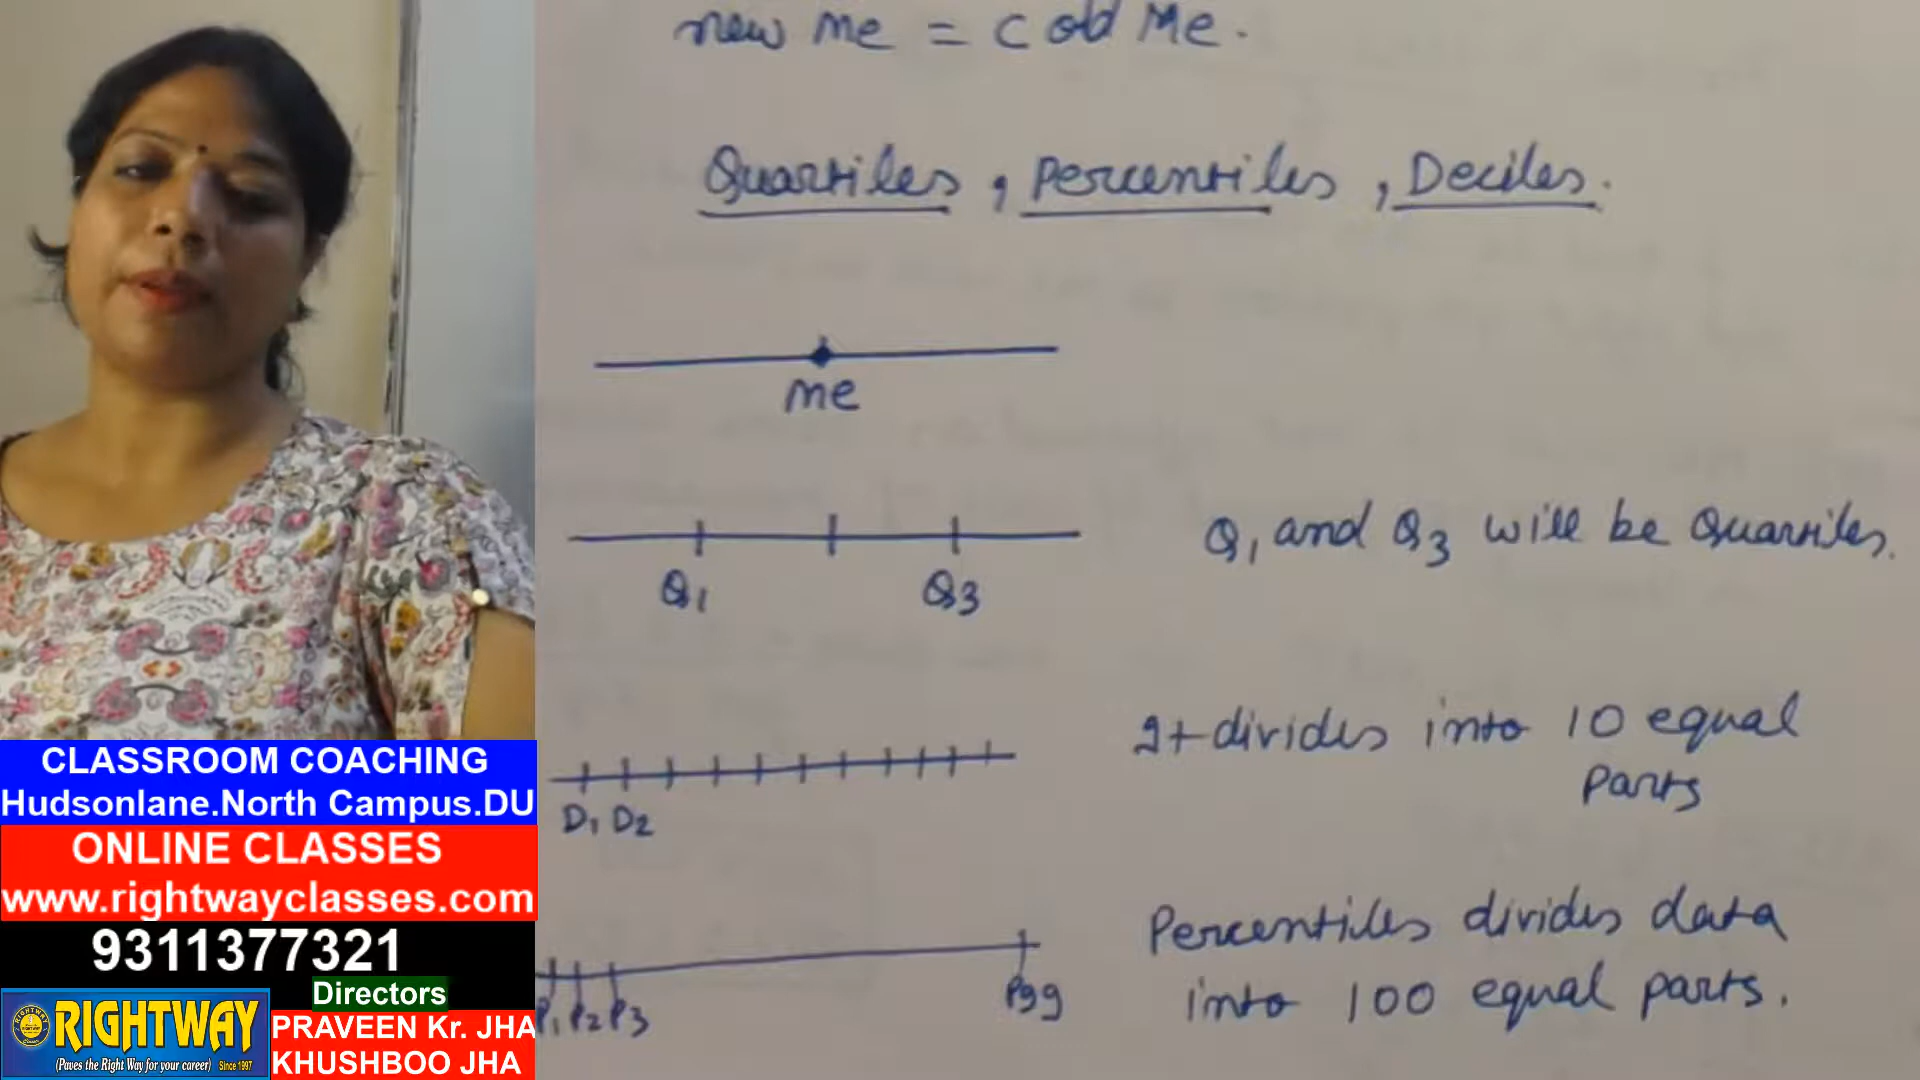 new Me = C old Me.
Quartiles, Percentiles, Deciles.
Me
Q1 Q3
Q1 and Q3 will be Quartiles.
It divides into 10 equal
Parts
D1 D2
Percentiles divides data
into 100 equal parts.
P1 P2 P3 P99
CLASSROOM COACHING
Hudsonlane.North Campus.DU
ONLINE CLASSES
www.rightwayclasses.com
9311377321
Directors
PRAVEEN Kr. JHA
KHUSHBOO JHA
RIGHTWAY
(Paves the Right Way for your career) Since 1997